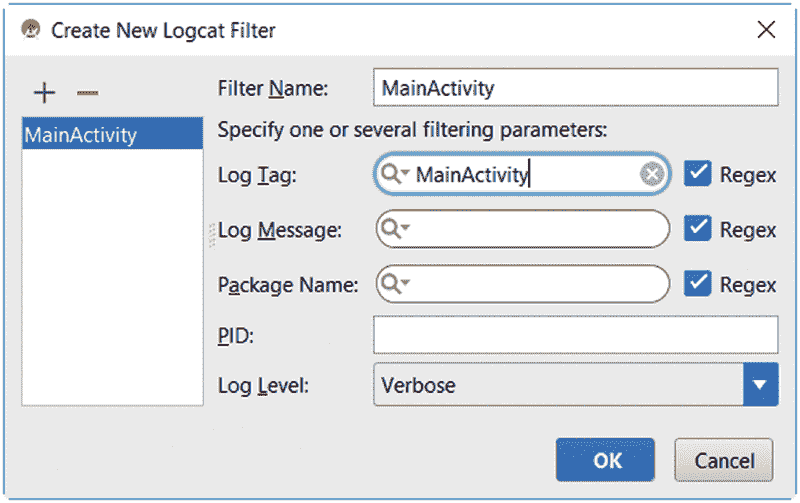 Create New Logcat Filter
Filter Name: MainActivity
MainActivity
Specify one or several filtering parameters:
Log Tag: MainActivity Regex
Log Message: Regex
Package Name: Regex
PID:
Log Level: Verbose
OK Cancel